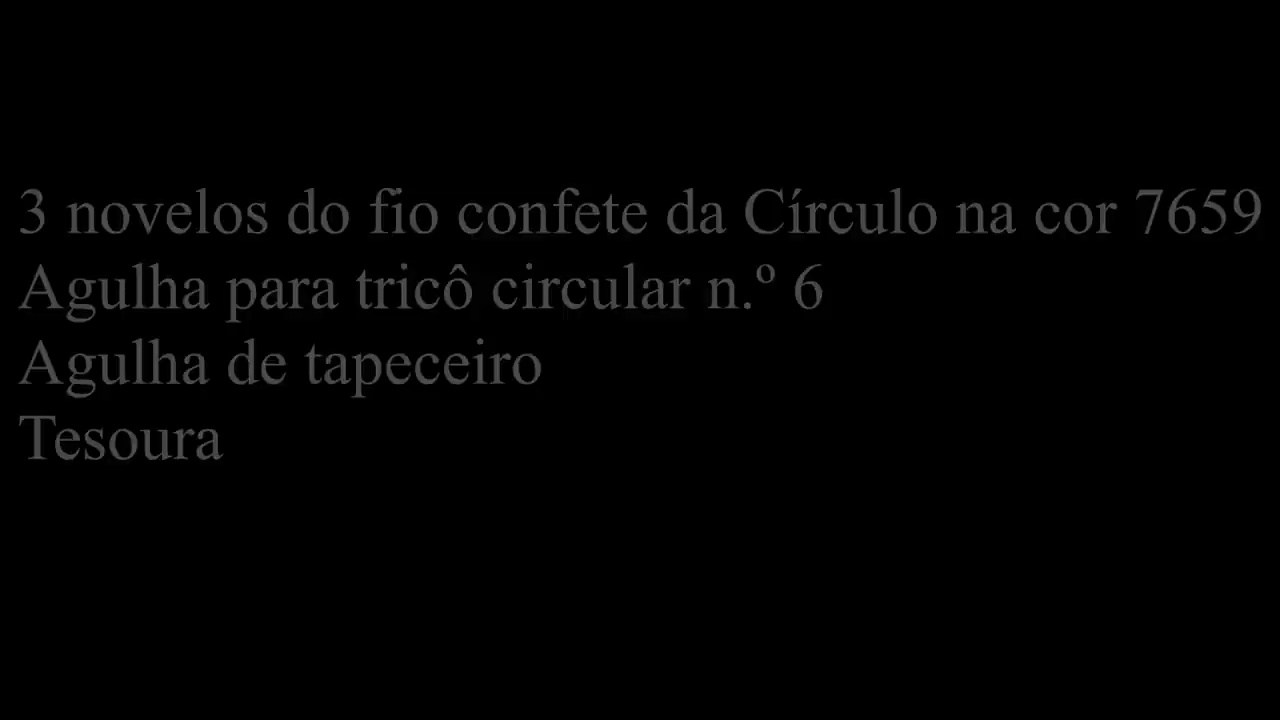 3 novelos do fio confete da Círculo na cor 7659
Agulha para tricô circular n.º 6
Agulha de tapeceiro
Tesoura